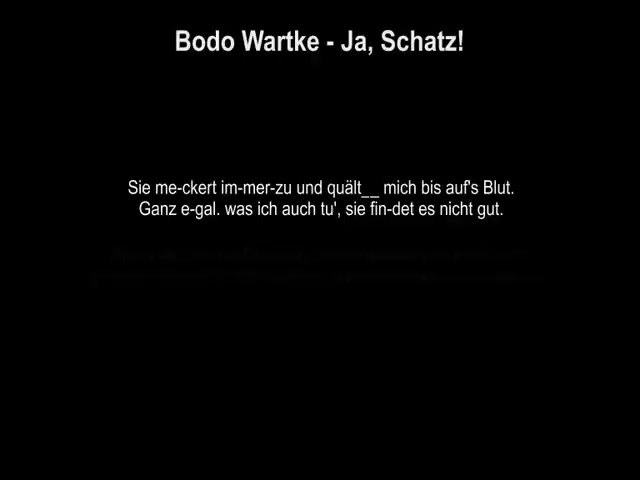 Bodo Wartke - Ja, Schatz!
Sie me-ckert im-mer-zu und quält__ mich bis auf's Blut.
Ganz e-gal. was ich auch tu', sie fin-det es nicht gut.